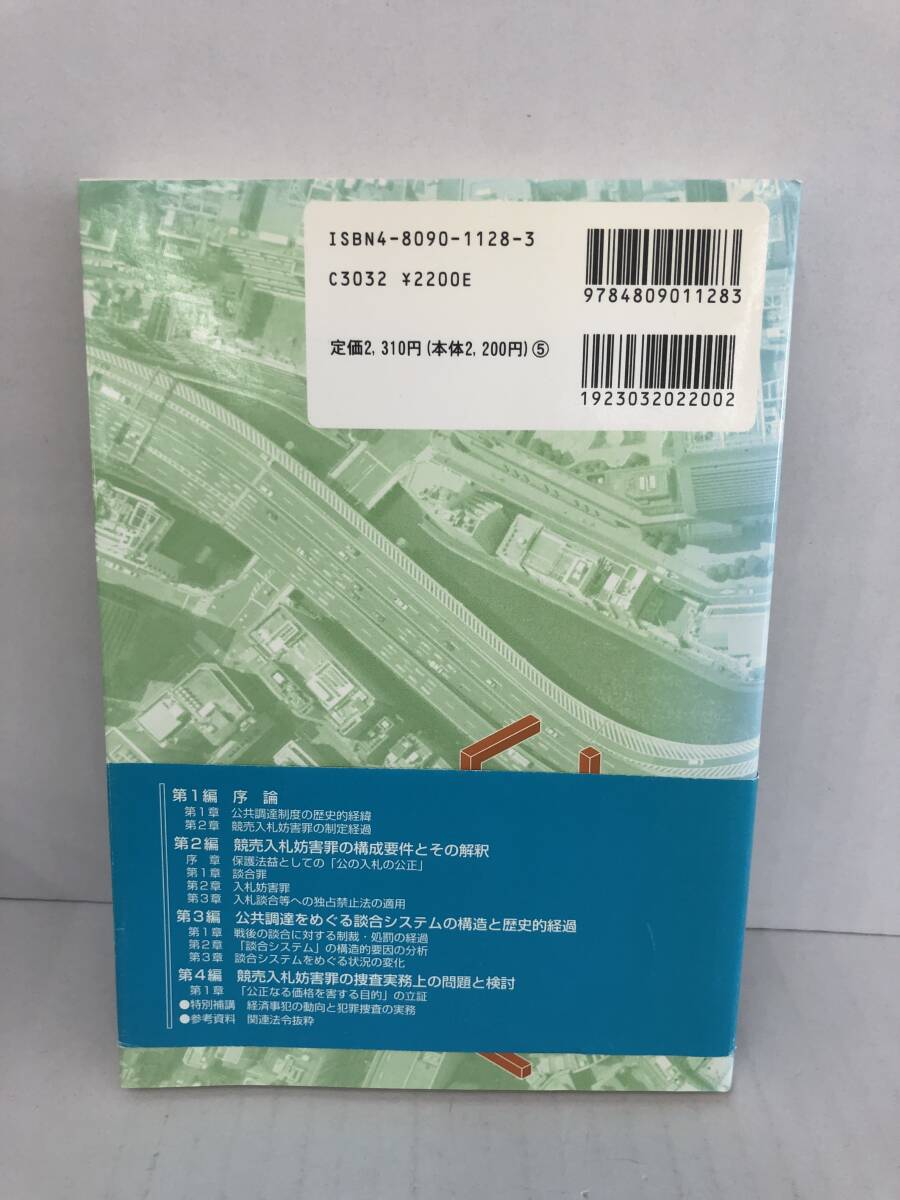 ISBN4-8090-1128-3
C3032 ¥2200E
9784809011283
定価2,310円(本体2,200円)⑤
1923032022002
第1編 序 論
第1章 公共調達制度の歴史的経緯
第2章 競売入札妨害罪の制定経過
第2編 競売入札妨害罪の構成要件とその解釈
序 章 保護法益としての「公の入札の公正」
第1章 談合罪
第2章 入札妨害罪
第3章 入札談合等への独占禁止法の適用
第3編 公共調達をめぐる談合システムの構造と歴史的経過
第1章 戦後の談合に対する制裁・処罰の経過
第2章 「談合システム」の構造的要因の分析
第3章 談合システムをめぐる状況の変化
第4編 競売入札妨害罪の捜査実務上の問題と検討
第1章 「公正なる価格を害する目的」の立証
●特別補講 経済事犯の動向と犯罪捜査の実務
●参考資料 関連法令抜粋